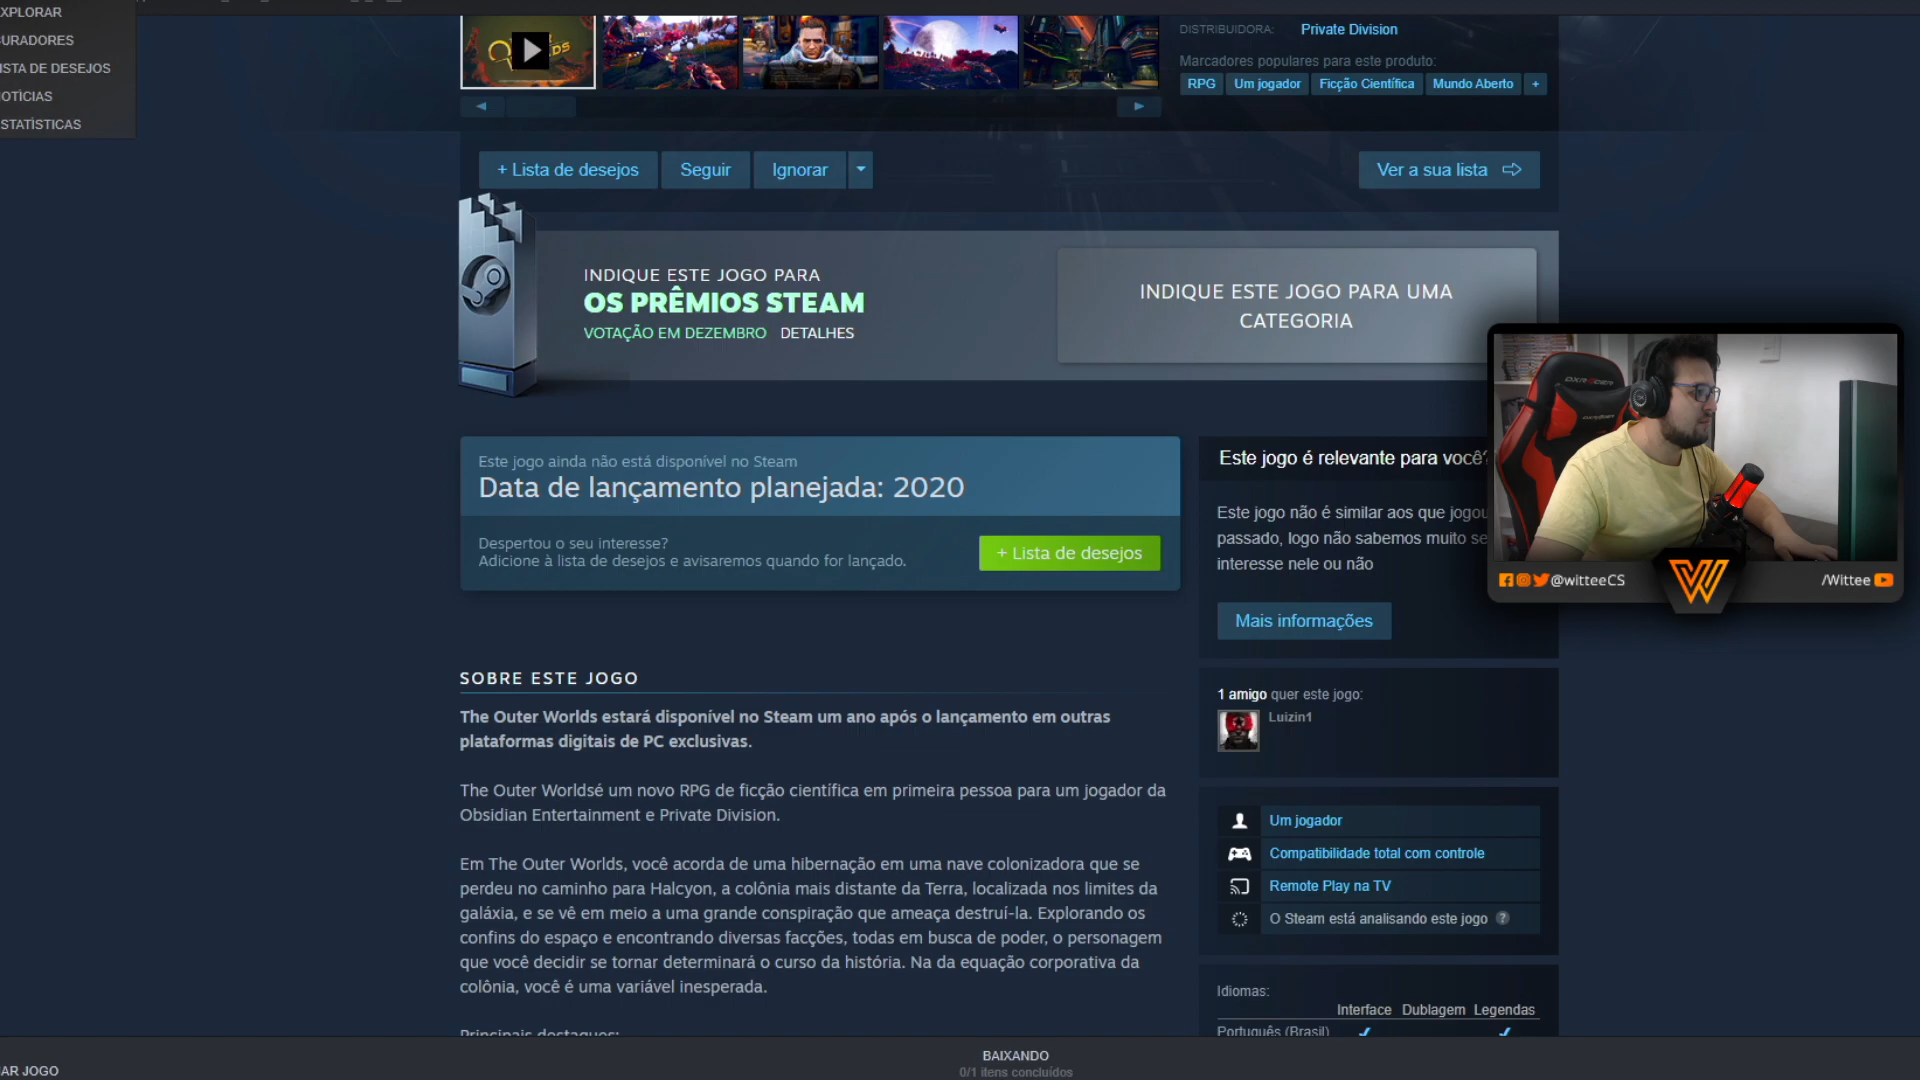 XPLORAR
URADORES
ISTA DE DESEJOS
OTÍCIAS
STATÍSTICAS
DISTRIBUIDORA: Private Division
Marcadores populares para este produto:
RPG Um jogador Ficção Científica Mundo Aberto +
+ Lista de desejos Seguir Ignorar Ver a sua lista
INDIQUE ESTE JOGO PARA
OS PRÊMIOS STEAM
VOTAÇÃO EM DEZEMBRO DETALHES
INDIQUE ESTE JOGO PARA UMA
CATEGORIA
Este jogo ainda não está disponível no Steam
Data de lançamento planejada: 2020
Despertou o seu interesse?
Adicione à lista de desejos e avisaremos quando for lançado.
+ Lista de desejos
Este jogo é relevante para você?
Este jogo não é similar aos que jogou
passado, logo não sabemos muito se
interesse nele ou não
Mais informações
@witteeCS
/Wittee
SOBRE ESTE JOGO
The Outer Worlds estará disponível no Steam um ano após o lançamento em outras
plataformas digitais de PC exclusivas.
The Outer Worldsé um novo RPG de ficção científica em primeira pessoa para um jogador da
Obsidian Entertainment e Private Division.
Em The Outer Worlds, você acorda de uma hibernação em uma nave colonizadora que se
perdeu no caminho para Halcyon, a colônia mais distante da Terra, localizada nos limites da
galáxia, e se vê em meio a uma grande conspiração que ameaça destruí-la. Explorando os
confins do espaço e encontrando diversas facções, todas em busca de poder, o personagem
que você decidir se tornar determinará o curso da história. Na da equação corporativa da
colônia, você é uma variável inesperada.
Principais destaques:
1 amigo quer este jogo:
Luizin1
Um jogador
Compatibilidade total com controle
Remote Play na TV
O Steam está analisando este jogo ?
Idiomas:
Interface Dublagem Legendas
Português (Brasil)
AR JOGO
BAIXANDO
0/1 itens concluídos